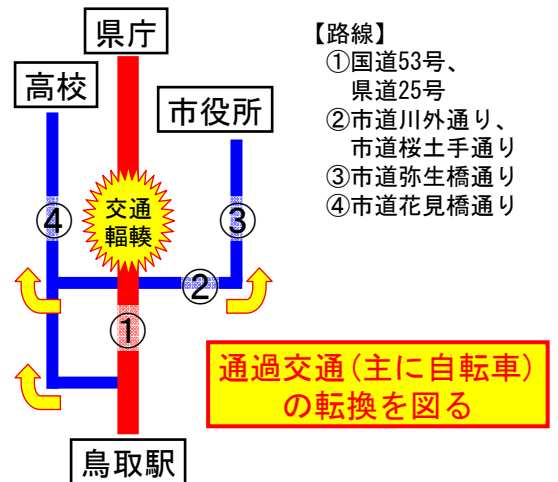 県庁
高校
市役所
交通
輻輳
④
③
②
①
鳥取駅
【路線】
①国道53号、
県道25号
②市道川外通り、
市道桜土手通り
③市道弥生橋通り
④市道花見橋通り
通過交通(主に自転車)
の転換を図る